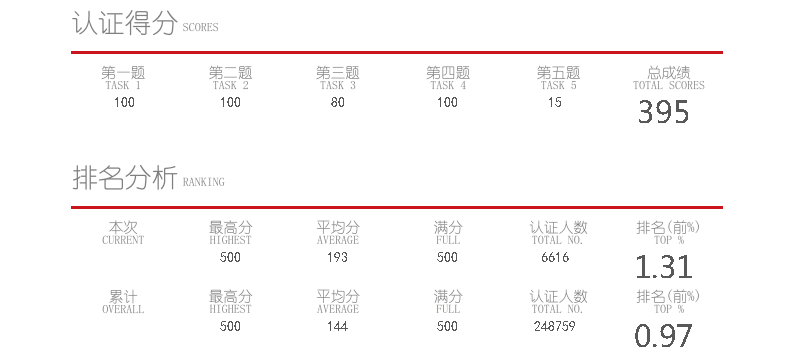 认证得分 SCORES
第一题 第二题 第三题 第四题 第五题 总成绩
TASK 1 TASK 2 TASK 3 TASK 4 TASK 5 TOTAL SCORES
100 100 80 100 15 395
排名分析 RANKING
本次 最高分 平均分 满分 认证人数 排名(前%)
CURRENT HIGHEST AVERAGE FULL TOTAL NO. TOP %
500 193 500 6616 1.31
累计 最高分 平均分 满分 认证人数 排名(前%)
OVERALL HIGHEST AVERAGE FULL TOTAL NO. TOP %
500 144 500 248759 0.97